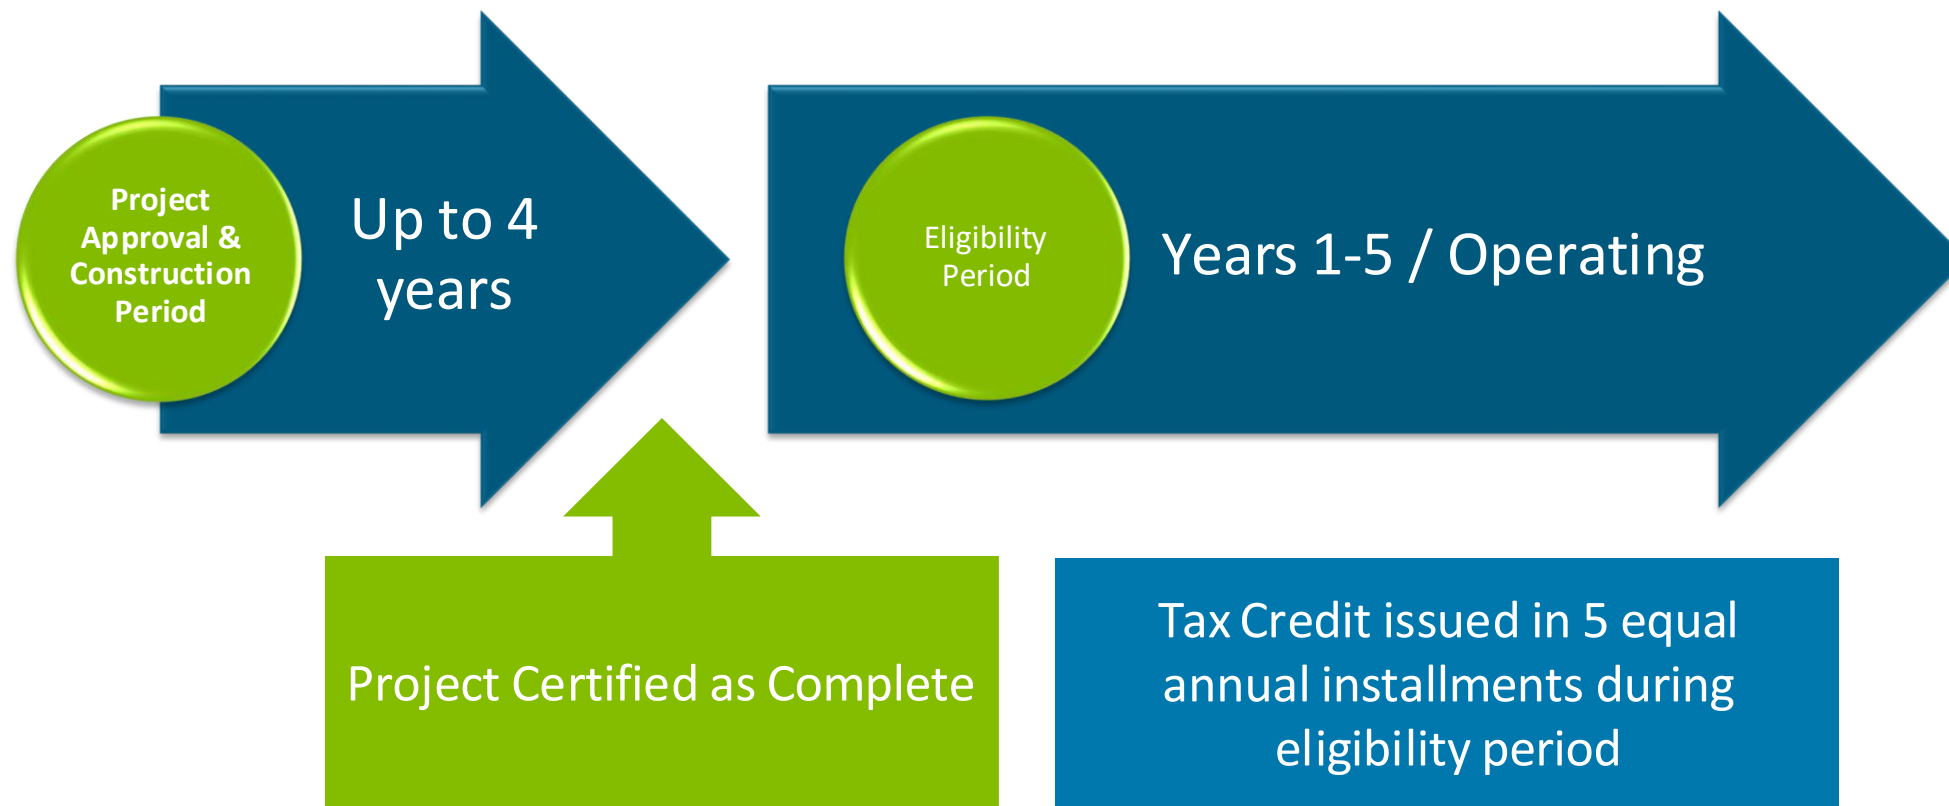 Project
Approval &
Construction
Period
Up to 4
years
Eligibility
Period
Years 1-5 / Operating
Project Certified as Complete
Tax Credit issued in 5 equal
annual installments during
eligibility period